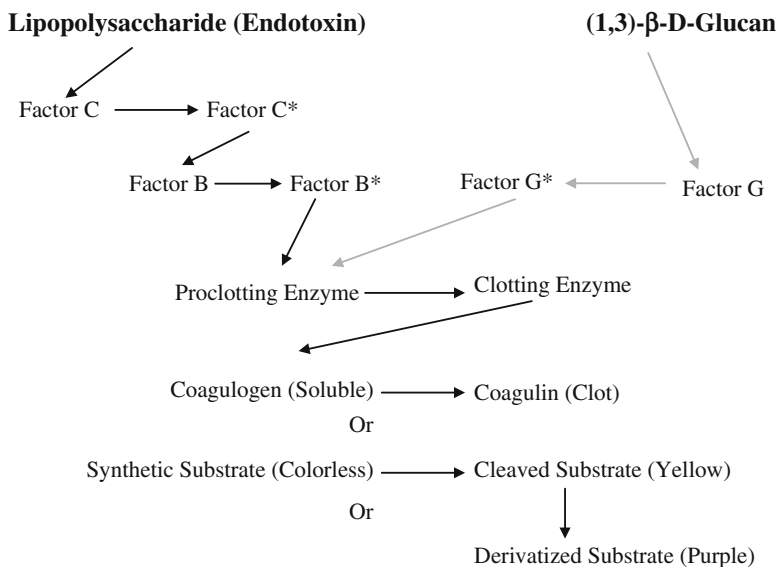 Lipopolysaccharide (Endotoxin) (1,3)-β-D-Glucan
Factor C Factor C*
Factor B Factor B* Factor G* Factor G
Proclotting Enzyme Clotting Enzyme
Coagulogen (Soluble) Coagulin (Clot)
Or
Synthetic Substrate (Colorless) Cleaved Substrate (Yellow)
Or
Derivatized Substrate (Purple)